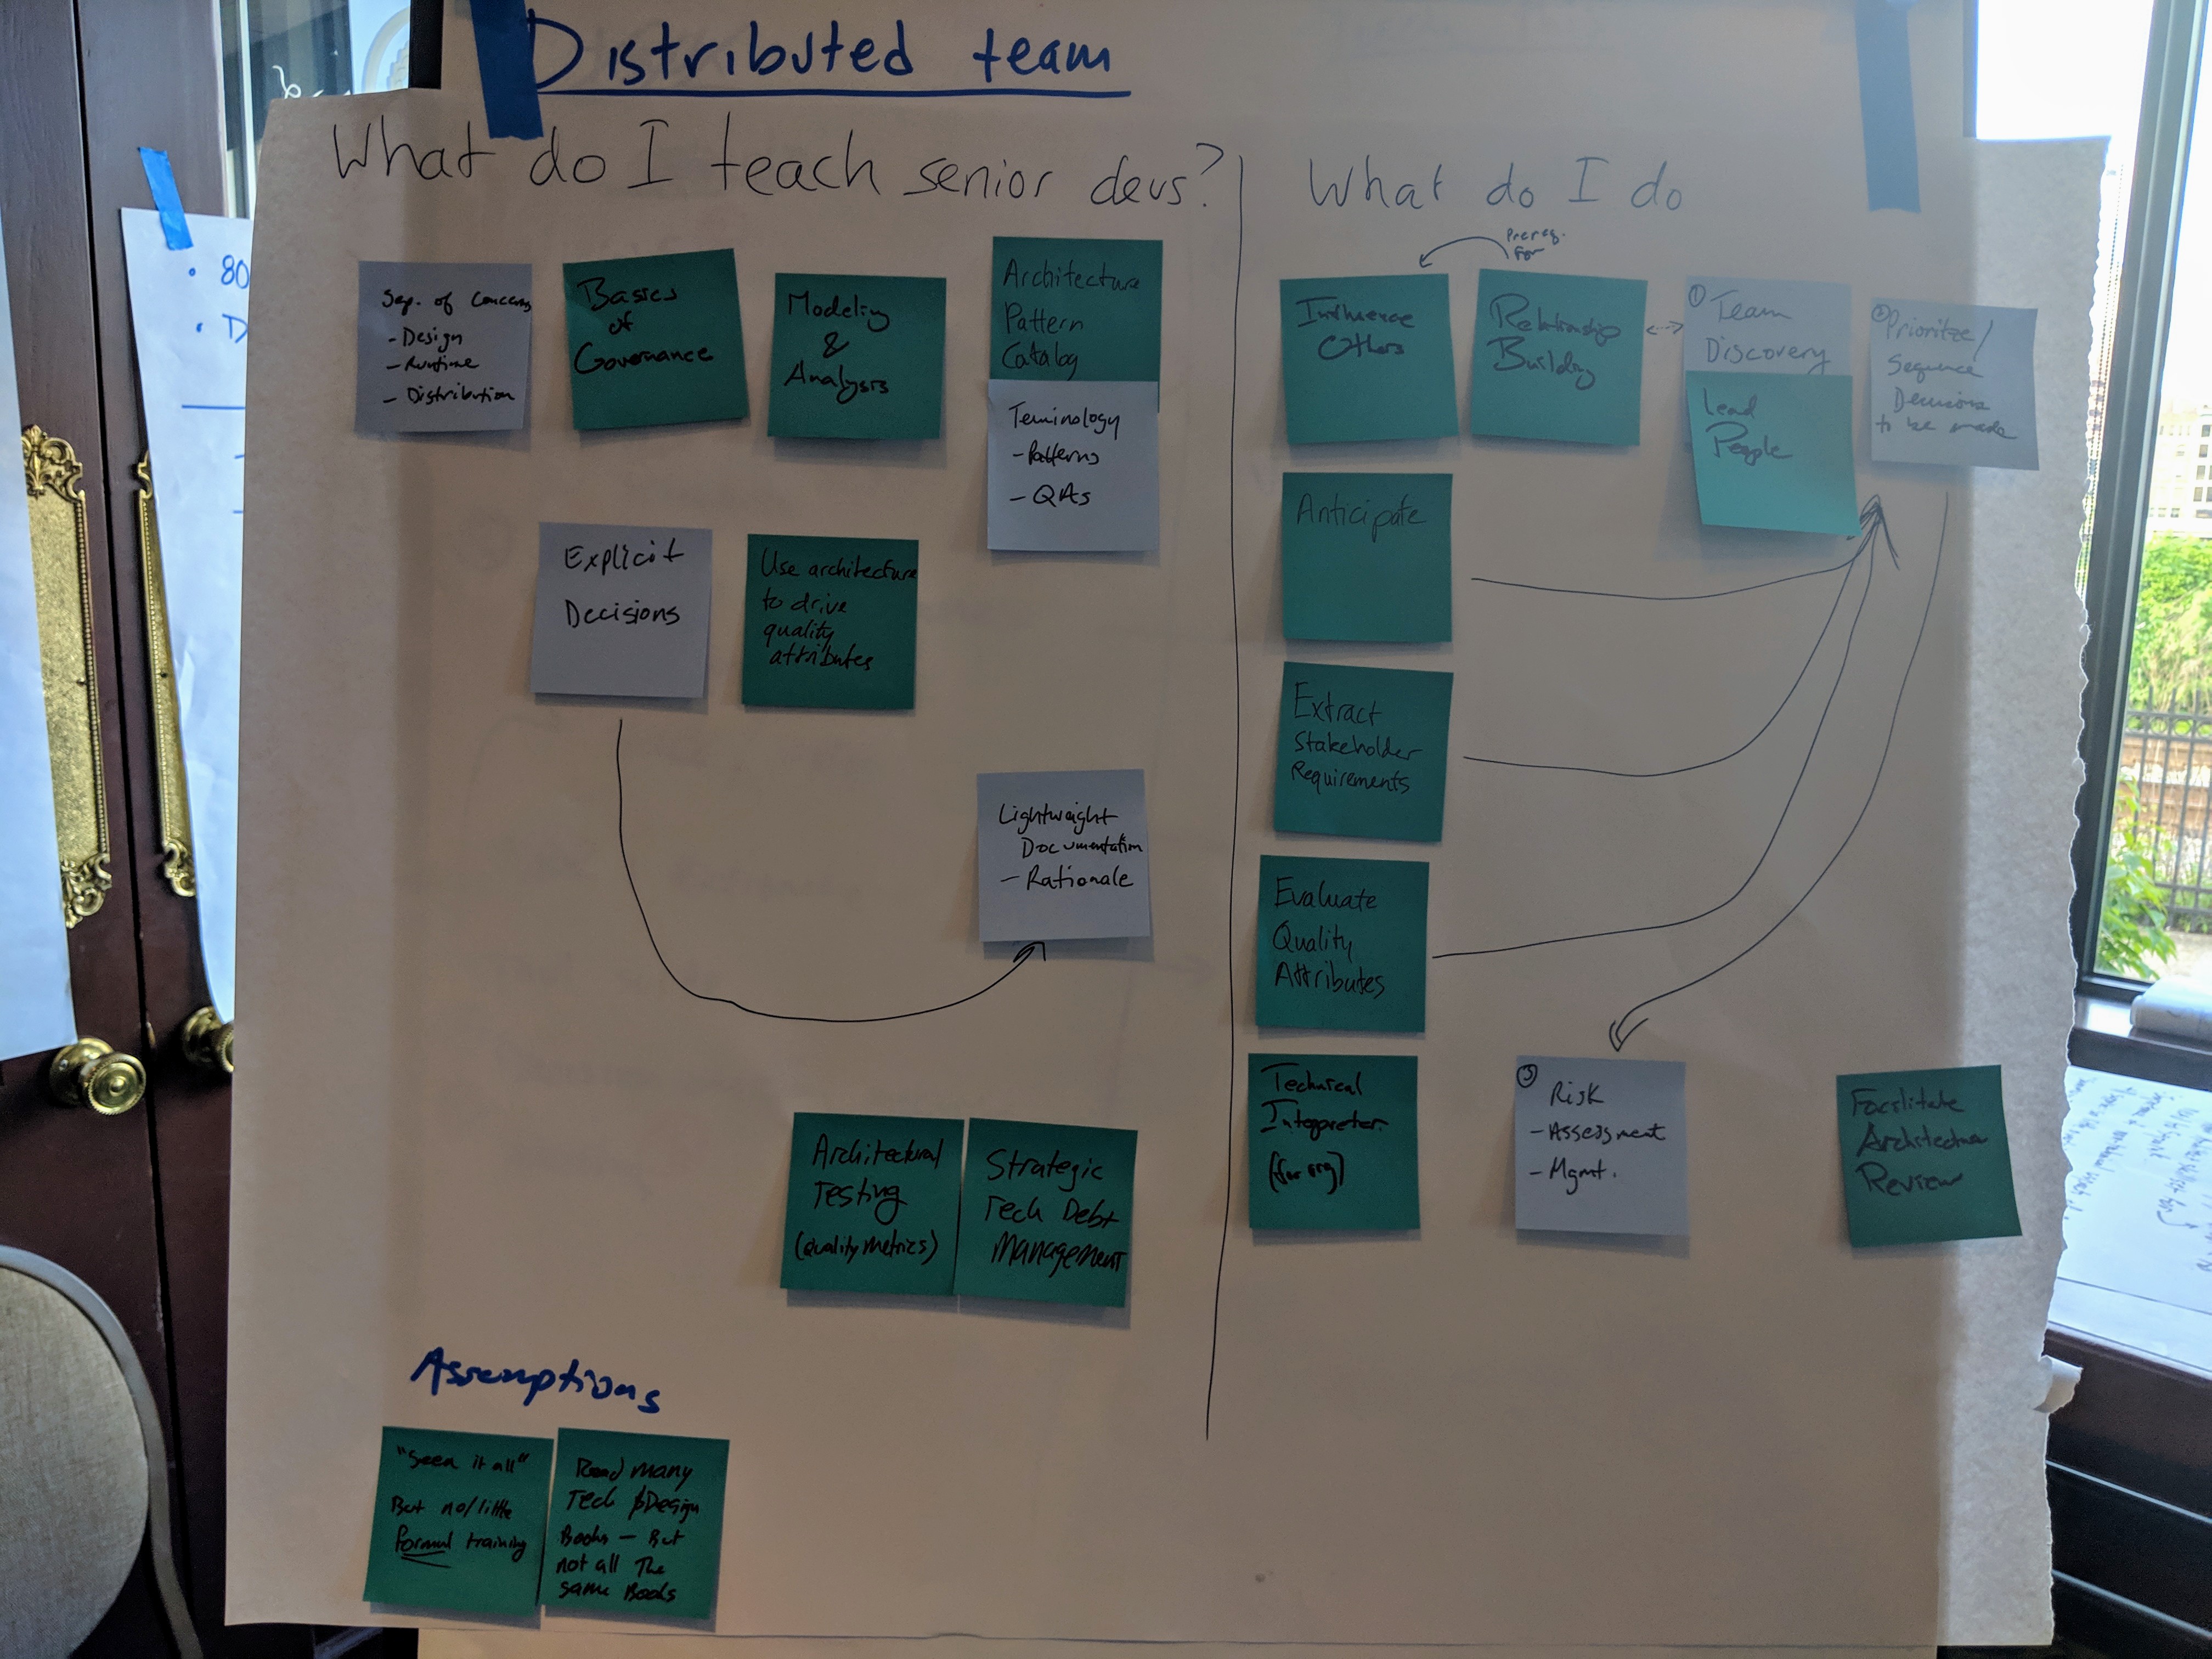 Distributed team
What do I teach senior devs?
Sep. of Concerns
- Design
- Runtime
- Distribution
Basics
of
Governance
Modeling
&
Analysis
Architecture
Pattern
Catalog
Teminology
- Patterns
- QAs
Explicit
Decisions
Use architecture
to drive
quality
attributes
Lightweight
Documentation
- Rationale
Architectural
Testing
(Quality Metrics)
Strategic
Tech Debt
Management
Assumptions
"Seen it all"
But no/little
formal training
Read many
Tech & Design
Books - But
not all The
same Books
What do I do
Prereq.
For
Influence
Others
Relationship
Building
① Team
Discovery
Lead
People
② Prioritize/
Sequence
Decisions
to be made
Anticipate
Extract
Stakeholder
Requirements
Evaluate
Quality
Attributes
Technical
Interpreter
(for org)
③ Risk
- Assessment
- Mgmt.
Facilitate
Architecture
Review
• 80
• D